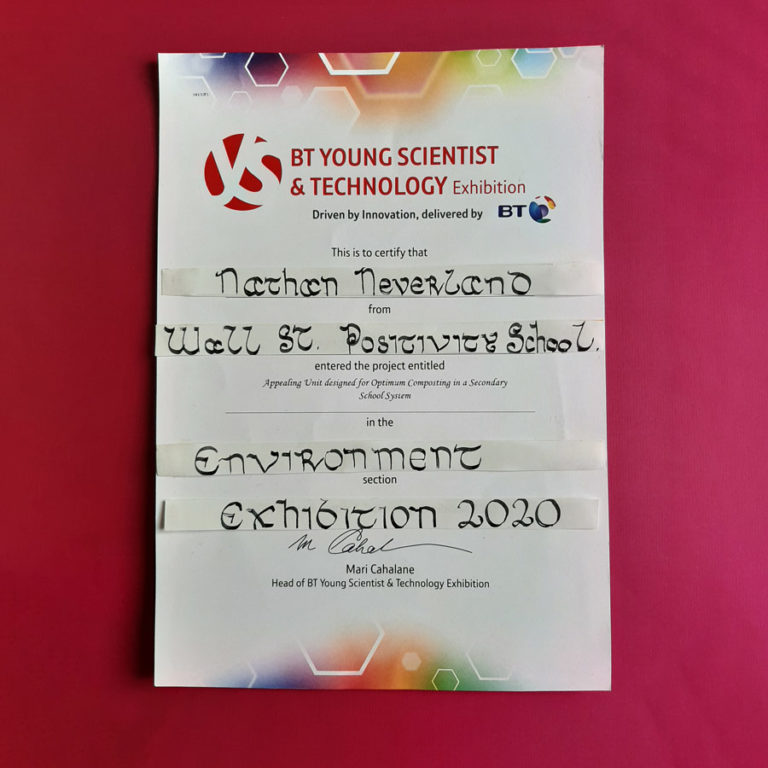 BT YOUNG SCIENTIST
& TECHNOLOGY Exhibition
Driven by Innovation, delivered by BT
This is to certify that
Nathan Neverland
from
Wall St. Positivity School.
entered the project entitled
Appealing Unit designed for Optimum Composting in a Secondary
School System
in the
Environment
section
Exhibition 2020
M Cahal
Mari Cahalane
Head of BT Young Scientist & Technology Exhibition